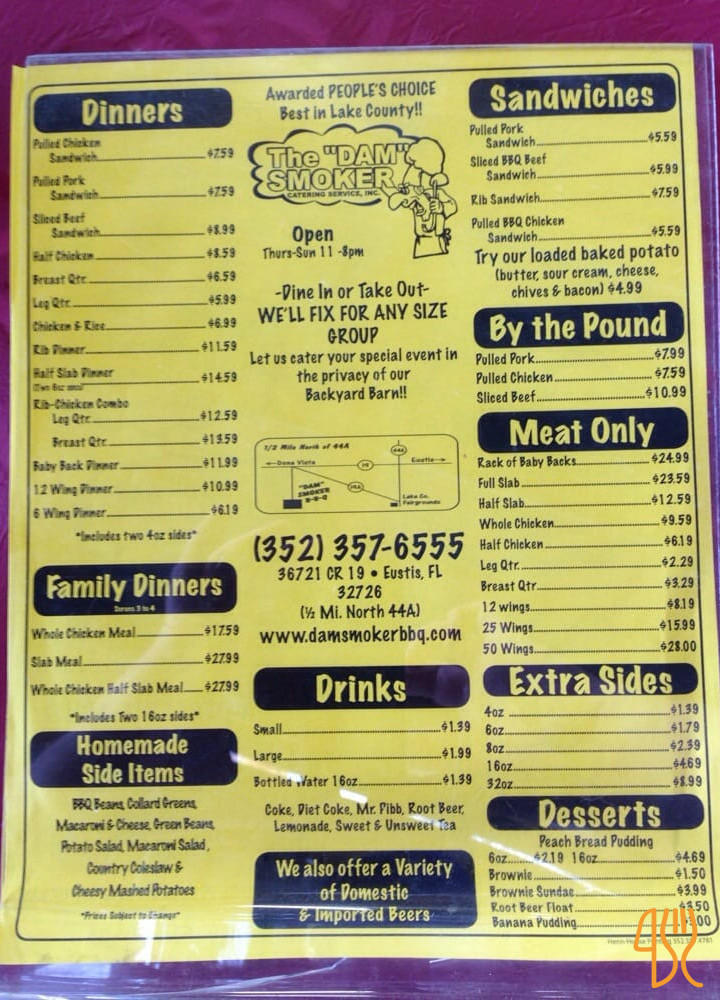 Dinners
Pulled Chicken
Sandwich $7.59
Pulled Pork
Sandwich $7.59
Sliced Beef
Sandwich $8.99
Half Chicken $8.59
Breast Qtr. $6.59
Leg Qtr. $5.99
Chicken & Rice $6.99
Rib Dinner $11.59
Half Slab Dinner $14.59
Rib-Chicken Combo
Leg Qtr. $12.59
Breast Qtr. $13.59
Baby Back Dinner $11.99
12 Wing Dinner $10.99
6 Wing Dinner $6.19
*Includes two 4oz sides*
Family Dinners
Serves 3 to 4
Whole Chicken Meal $17.59
Slab Meal $27.99
Whole Chicken Half Slab Meal $27.99
*Includes Two 16oz sides*
Homemade
Side Items
BBQ Beans, Collard Greens,
Macaroni & Cheese, Green Beans,
Potato Salad, Macaroni Salad,
Country Coleslaw &
Cheesy Mashed Potatoes
*Prices Subject to Change*
Awarded PEOPLE'S CHOICE
Best in Lake County!!
The "DAM"
SMOKER
CATERING SERVICE, INC.
Open
Thurs-Sun 11 -8pm
-Dine In or Take Out-
WE'LL FIX FOR ANY SIZE
GROUP
Let us cater your special event in
the privacy of our
Backyard Barn!!
1/2 Mile North of 44A
44A
Dona Vista
19
Eustis
19A
"DAM"
SMOKER
B-B-Q
Lake Co.
Fairgrounds
(352) 357-6555
36721 CR 19 • Eustis, FL
32726
(½ Mi. North 44A)
www.damsmokerbbq.com
Drinks
Small $1.39
Large $1.99
Bottled Water 16oz $1.39
Coke, Diet Coke, Mr. Pibb, Root Beer,
Lemonade, Sweet & Unsweet Tea
We also offer a Variety
of Domestic
& Imported Beers
Sandwiches
Pulled Pork
Sandwich $5.59
Sliced BBQ Beef
Sandwich $5.99
Rib Sandwich $7.59
Pulled BBQ Chicken
Sandwich $5.59
Try our loaded baked potato
(butter, sour cream, cheese,
chives & bacon) $4.99
By the Pound
Pulled Pork $7.99
Pulled Chicken $7.59
Sliced Beef $10.99
Meat Only
Rack of Baby Backs $24.99
Full Slab $23.59
Half Slab $12.59
Whole Chicken $9.59
Half Chicken $6.19
Leg Qtr. $2.29
Breast Qtr. $3.29
12 wings $8.19
25 Wings $15.99
50 Wings $28.00
Extra Sides
4oz $1.39
6oz $1.79
8oz $2.39
16oz $4.69
32oz $8.99
Desserts
Peach Bread Pudding
6oz $2.19 16oz $4.69
Brownie $1.50
Brownie Sundae $3.99
Root Beer Float $3.50
Banana Pudding